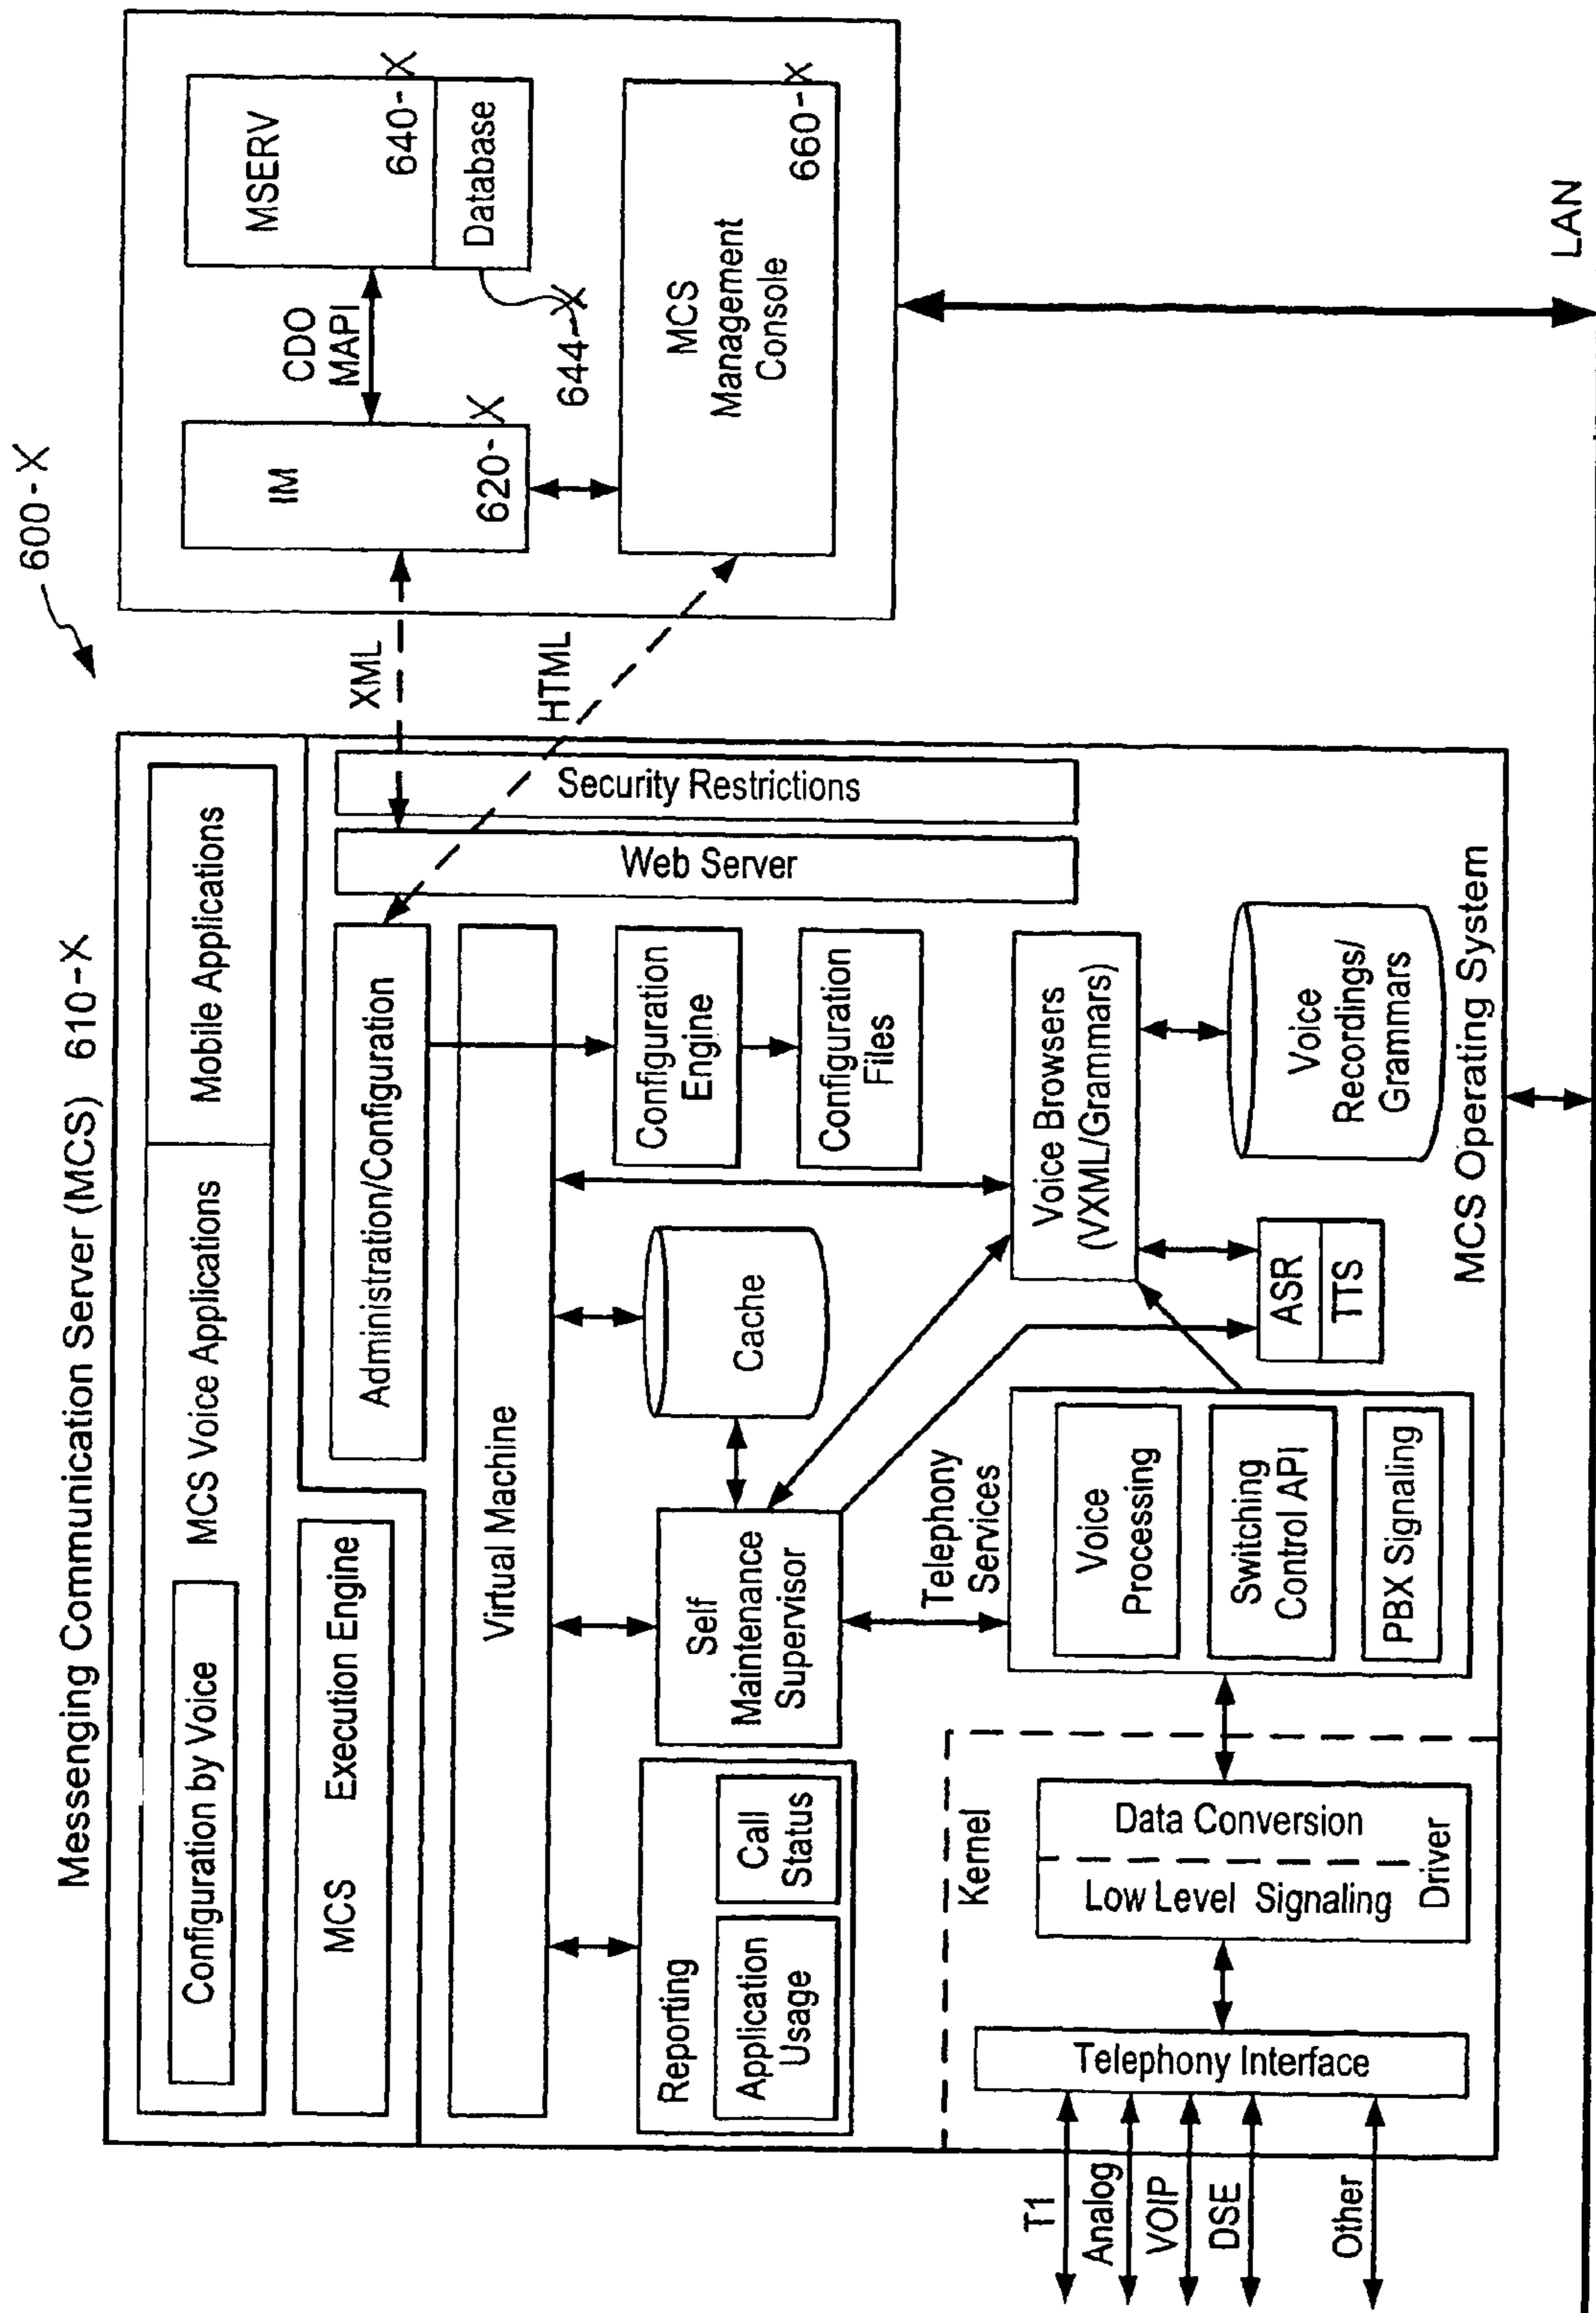 600-X
Messenging Communication Server (MCS) 610-X
Configuration by Voice
MCS Voice Applications
Mobile Applications
MCS Execution Engine
Administration/Configuration
Virtual Machine
Web Server
Security Restrictions
XML
HTML
IM
620-X
CDO
MAPI
MSERV
640-X
Database
644-X
MCS
Management
Console
660-X
Reporting
Application
Usage
Call
Status
Self
Maintenance
Supervisor
Cache
Configuration
Engine
Configuration
Files
Telephony
Services
Voice
Processing
Switching
Control API
PBX Signaling
Voice Browsers
(VXML/Grammars)
ASR
TTS
Voice
Recordings/
Grammars
MCS Operating System
Kernel
Telephony Interface
Low Level Signaling
Data Conversion
Driver
T1
Analog
VOIP
DSE
Other
LAN